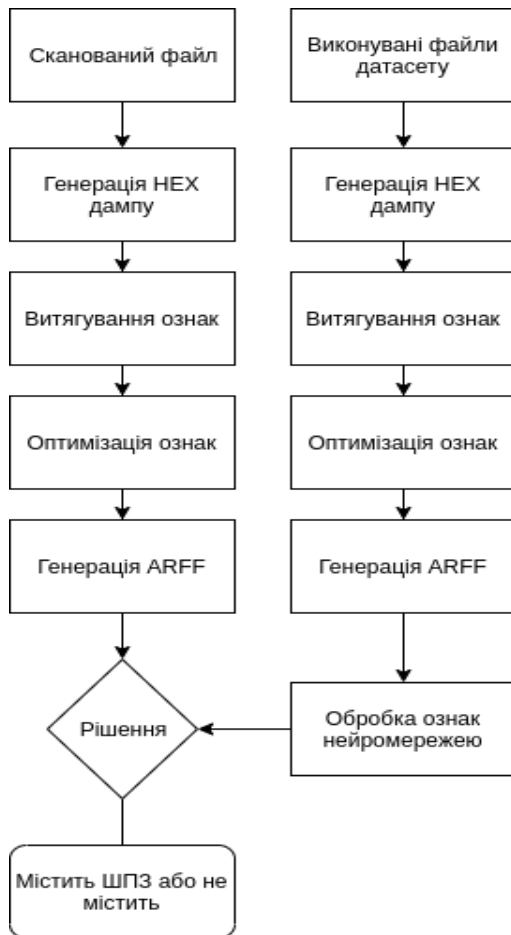 Сканований файл
Виконувані файли
датасету
Генерація HEX
дампу
Генерація HEX
дампу
Витягування ознак
Витягування ознак
Оптимізація ознак
Оптимізація ознак
Генерація ARFF
Генерація ARFF
Рішення
Обробка ознак
нейромережею
Містить ШПЗ або не
містить